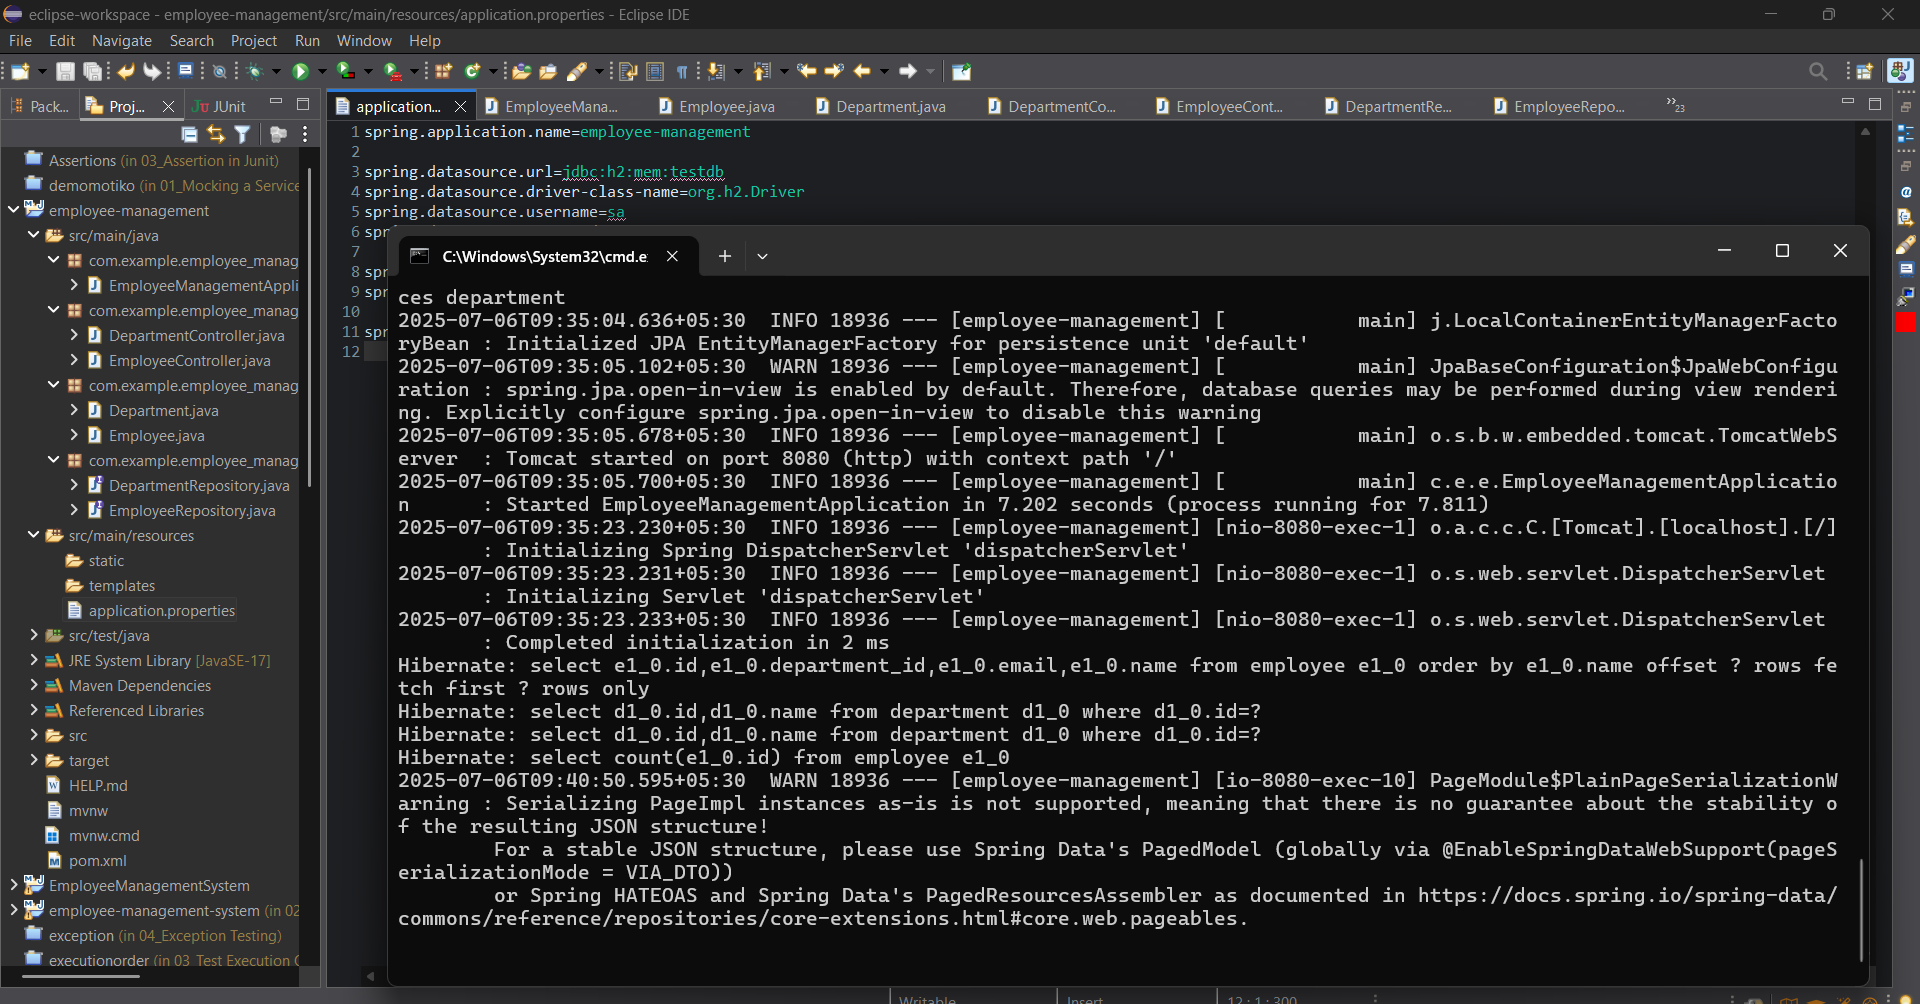 eclipse-workspace - employee-management/src/main/resources/application.properties - Eclipse IDE
File Edit Navigate Search Project Run Window Help
Pack... Proj... JUnit
application... EmployeeMana... Employee.java Department.java DepartmentCo... EmployeeCont... DepartmentRe... EmployeeRepo... 23
Assertions (in 03_Assertion in Junit)
demomotiko (in 01_Mocking a Service
employee-management
src/main/java
com.example.employee_manag
EmployeeManagementAppli
com.example.employee_manag
DepartmentController.java
EmployeeController.java
com.example.employee_manag
Department.java
Employee.java
com.example.employee_manag
DepartmentRepository.java
EmployeeRepository.java
src/main/resources
static
templates
application.properties
src/test/java
JRE System Library [JavaSE-17]
Maven Dependencies
Referenced Libraries
src
target
HELP.md
mvnw
mvnw.cmd
pom.xml
EmployeeManagementSystem
employee-management-system (in 02
exception (in 04_Exception Testing)
executionorder (in 03_Test Execution
1 spring.application.name=employee-management
2
3 spring.datasource.url=jdbc:h2:mem:testdb
4 spring.datasource.driver-class-name=org.h2.Driver
5 spring.datasource.username=sa
6 spr
7
8 spr
9 spr
10
11 spr
12
C:\Windows\System32\cmd.e
ces department
2025-07-06T09:35:04.636+05:30  INFO 18936 --- [employee-management] [           main] j.LocalContainerEntityManagerFacto
ryBean : Initialized JPA EntityManagerFactory for persistence unit 'default'
2025-07-06T09:35:05.102+05:30  WARN 18936 --- [employee-management] [           main] JpaBaseConfiguration$JpaWebConfigu
ration : spring.jpa.open-in-view is enabled by default. Therefore, database queries may be performed during view renderi
ng. Explicitly configure spring.jpa.open-in-view to disable this warning
2025-07-06T09:35:05.678+05:30  INFO 18936 --- [employee-management] [           main] o.s.b.w.embedded.tomcat.TomcatWebS
erver  : Tomcat started on port 8080 (http) with context path '/'
2025-07-06T09:35:05.700+05:30  INFO 18936 --- [employee-management] [           main] c.e.e.EmployeeManagementApplicatio
n      : Started EmployeeManagementApplication in 7.202 seconds (process running for 7.811)
2025-07-06T09:35:23.230+05:30  INFO 18936 --- [employee-management] [nio-8080-exec-1] o.a.c.c.C.[Tomcat].[localhost].[/]
       : Initializing Spring DispatcherServlet 'dispatcherServlet'
2025-07-06T09:35:23.231+05:30  INFO 18936 --- [employee-management] [nio-8080-exec-1] o.s.web.servlet.DispatcherServlet
       : Initializing Servlet 'dispatcherServlet'
2025-07-06T09:35:23.233+05:30  INFO 18936 --- [employee-management] [nio-8080-exec-1] o.s.web.servlet.DispatcherServlet
       : Completed initialization in 2 ms
Hibernate: select e1_0.id,e1_0.department_id,e1_0.email,e1_0.name from employee e1_0 order by e1_0.name offset ? rows fe
tch first ? rows only
Hibernate: select d1_0.id,d1_0.name from department d1_0 where d1_0.id=?
Hibernate: select d1_0.id,d1_0.name from department d1_0 where d1_0.id=?
Hibernate: select count(e1_0.id) from employee e1_0
2025-07-06T09:40:50.595+05:30  WARN 18936 --- [employee-management] [io-8080-exec-10] PageModule$PlainPageSerializationW
arning : Serializing PageImpl instances as-is is not supported, meaning that there is no guarantee about the stability o
f the resulting JSON structure!
        For a stable JSON structure, please use Spring Data's PagedModel (globally via @EnableSpringDataWebSupport(pageS
erializationMode = VIA_DTO))
        or Spring HATEOAS and Spring Data's PagedResourcesAssembler as documented in https://docs.spring.io/spring-data/
commons/reference/repositories/core-extensions.html#core.web.pageables.
Writable Insert 12 : 1 : 300